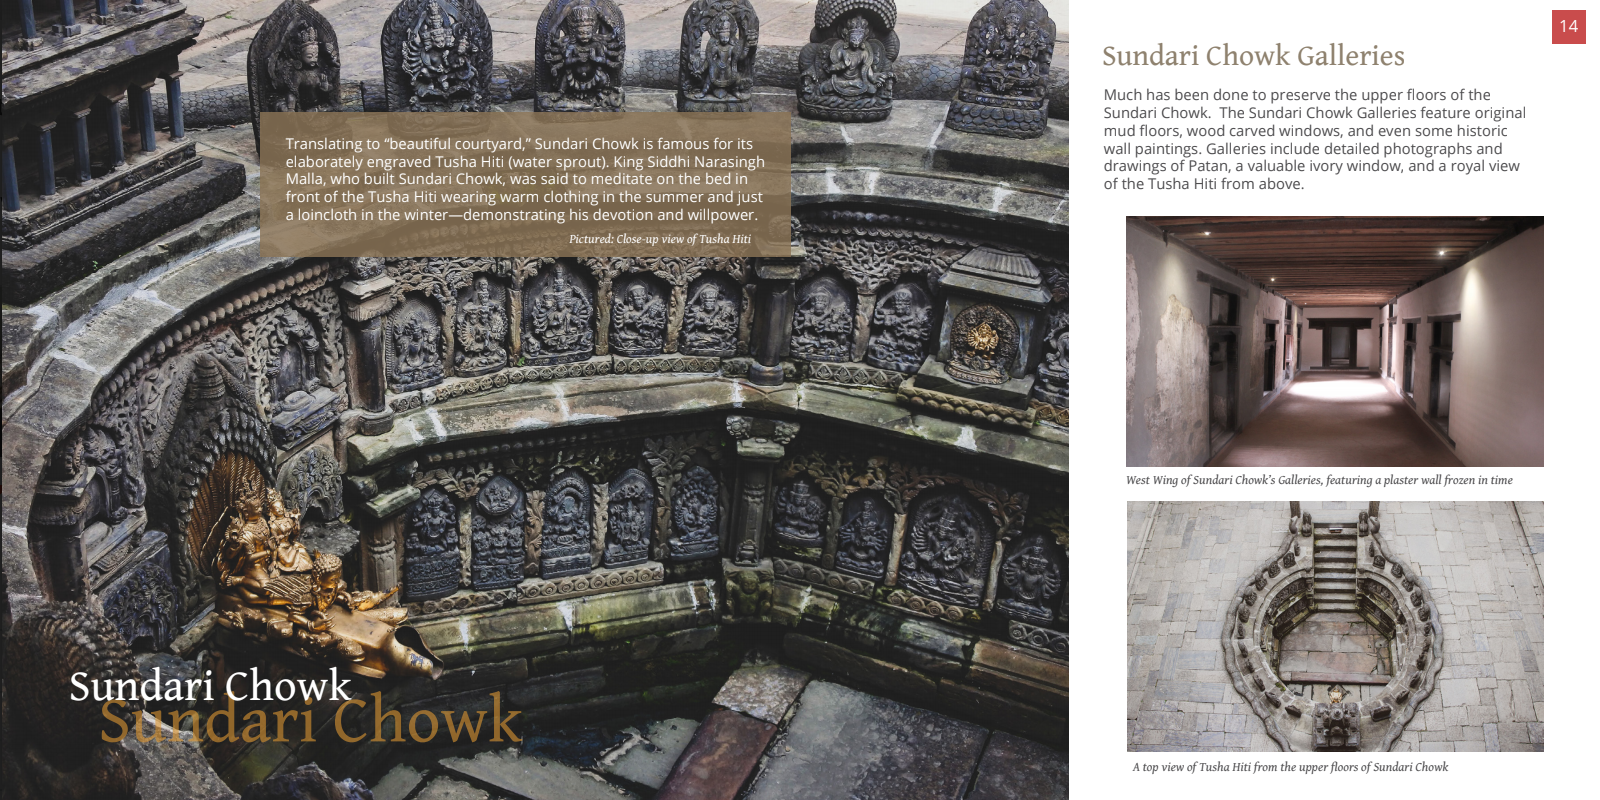 Translating to “beautiful courtyard,” Sundari Chowk is famous for its
elaborately engraved Tusha Hiti (water sprout). King Siddhi Narasingh
Malla, who built Sundari Chowk, was said to meditate on the bed in
front of the Tusha Hiti wearing warm clothing in the summer and just
a loincloth in the winter—demonstrating his devotion and willpower.
Pictured: Close-up view of Tusha Hiti
Sundari Chowk
Sundari Chowk
14
Sundari Chowk Galleries
Much has been done to preserve the upper floors of the
Sundari Chowk.  The Sundari Chowk Galleries feature original
mud floors, wood carved windows, and even some historic
wall paintings. Galleries include detailed photographs and
drawings of Patan, a valuable ivory window, and a royal view
of the Tusha Hiti from above.
West Wing of Sundari Chowk’s Galleries, featuring a plaster wall frozen in time
A top view of Tusha Hiti from the upper floors of Sundari Chowk